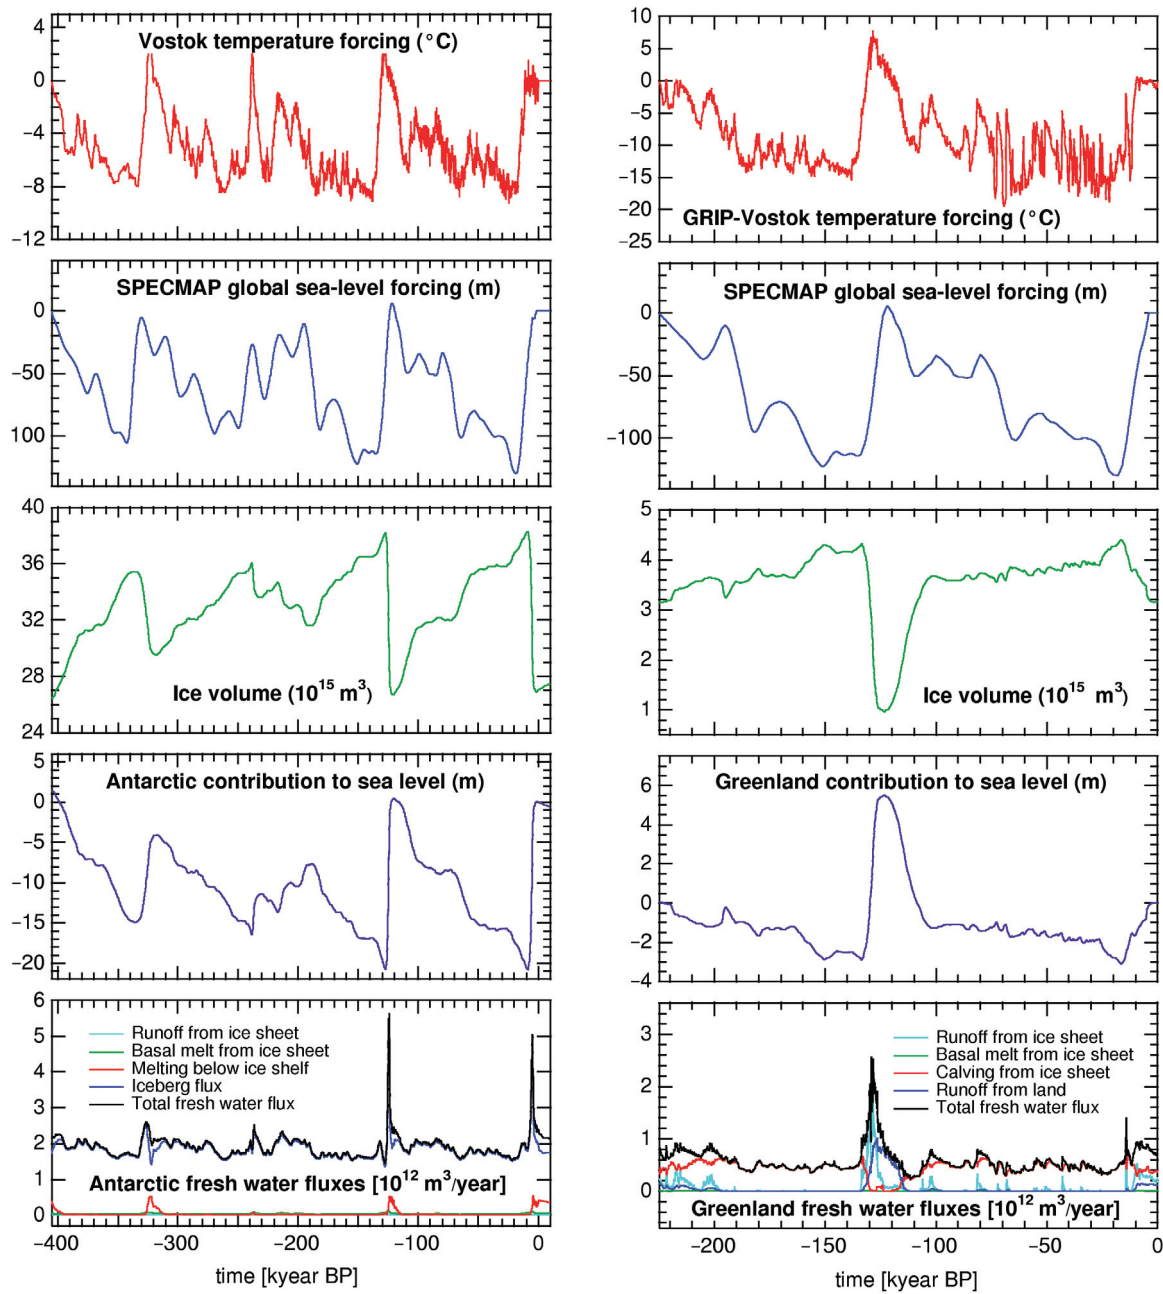 Vostok temperature forcing (°C)
4
0
−4
−8
−12
SPECMAP global sea-level forcing (m)
0
−50
100
40
36
32
28
24
Ice volume (10¹⁵ m³)
Antarctic contribution to sea level (m)
5
0
−5
−10
−15
−20
6
5
4
3
2
1
0
Runoff from ice sheet
Basal melt from ice sheet
Melting below ice shelf
Iceberg flux
Total fresh water flux
Antarctic fresh water fluxes [10¹² m³/year]
−400
−300
−200
−100
0
time [kyear BP]
10
5
0
−5
−10
−15
−20
−25
GRIP-Vostok temperature forcing (°C)
SPECMAP global sea-level forcing (m)
0
−50
−100
5
4
3
2
1
Ice volume (10¹⁵ m³)
Greenland contribution to sea level (m)
6
4
2
0
−2
−4
3
2
1
0
Runoff from ice sheet
Basal melt from ice sheet
Calving from ice sheet
Runoff from land
Total fresh water flux
Greenland fresh water fluxes [10¹² m³/year]
−200
−150
−100
−50
0
time [kyear BP]